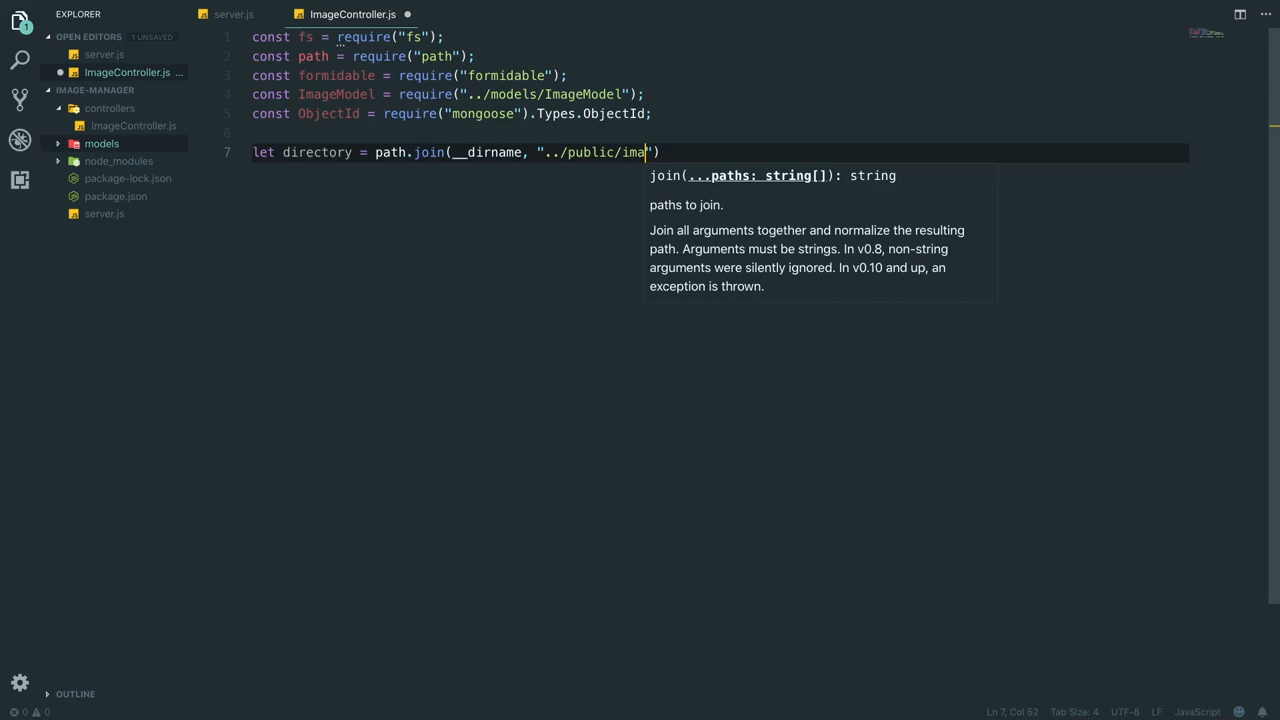 EXPLORER
OPEN EDITORS 1 UNSAVED
server.js
ImageController.js ...
IMAGE-MANAGER
controllers
ImageController.js
models
node_modules
package-lock.json
package.json
server.js
OUTLINE
server.js
ImageController.js
1 const fs = require("fs");
2 const path = require("path");
3 const formidable = require("formidable");
4 const ImageModel = require("../models/ImageModel");
5 const ObjectId = require("mongoose").Types.ObjectId;
6
7 let directory = path.join(__dirname, "../public/ima")
join(...paths: string[]): string
paths to join.
Join all arguments together and normalize the resulting
path. Arguments must be strings. In v0.8, non-string
arguments were silently ignored. In v0.10 and up, an
exception is thrown.
0 0 Ln 7, Col 52 Tab Size: 4 UTF-8 LF JavaScript